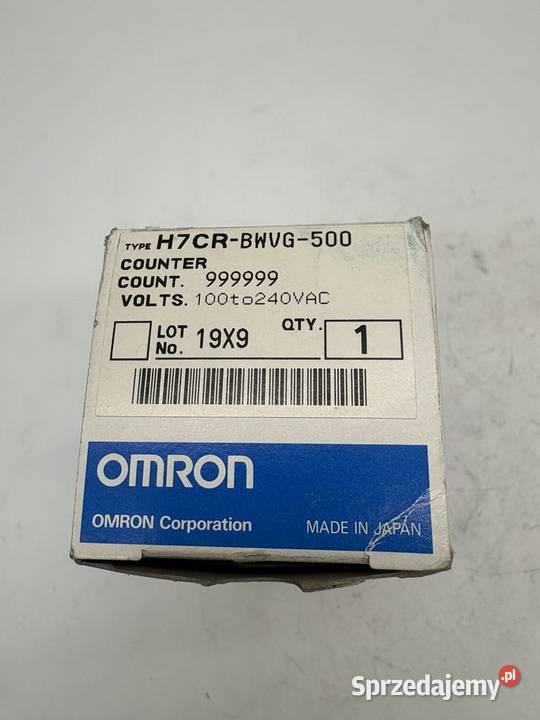 TYPE H7CR-BWVG-500
COUNTER
COUNT. 999999
VOLTS. 100to240VAC
LOT No. 19X9 QTY. 1
OMRON
OMRON Corporation MADE IN JAPAN
Sprzedajemy.pl